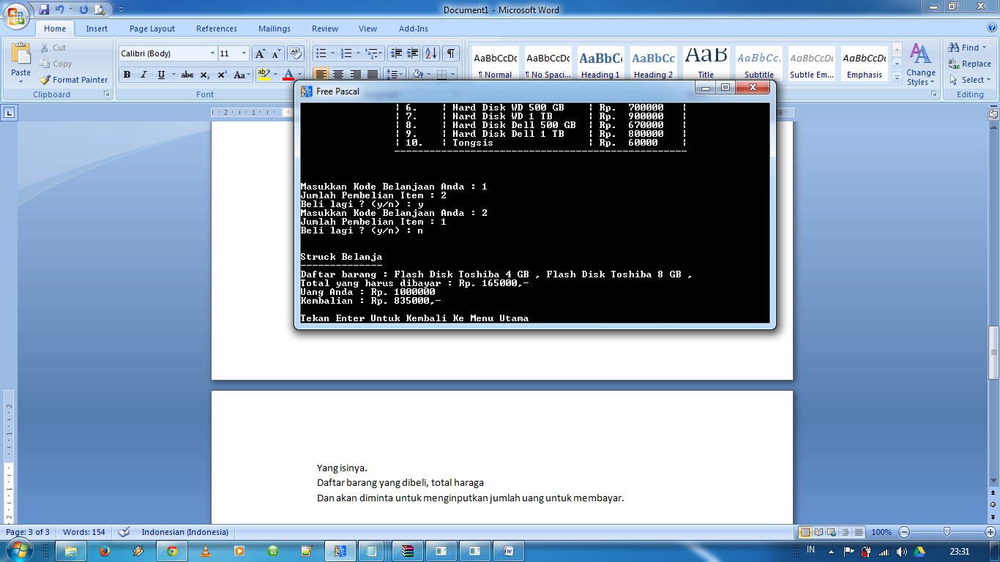 Document1 - Microsoft Word
Home Insert Page Layout References Mailings Review View Add-Ins
Paste
Cut
Copy
Format Painter
Clipboard
Calibri (Body) 11
B I U abc x₂ x² Aa
Font
AaBbCcDc AaBbCcDc AaBbC AaBbCc AaB AaBbCc AaBbCcDc AaBbCcDc
¶ Normal ¶ No Spaci... Heading 1 Heading 2 Title Subtitle Subtle Em... Emphasis
Change Styles
Find
Replace
Select
Editing
Free Pascal
¦ 6. ¦ Hard Disk WD 500 GB ¦ Rp. 700000 ¦
¦ 7. ¦ Hard Disk WD 1 TB ¦ Rp. 900000 ¦
¦ 8. ¦ Hard Disk Dell 500 GB ¦ Rp. 670000 ¦
¦ 9. ¦ Hard Disk Dell 1 TB ¦ Rp. 800000 ¦
¦ 10. ¦ Tongsis ¦ Rp. 60000 ¦
--------------------------------------------------
Masukkan Kode Belanjaan Anda : 1
Jumlah Pembelian Item : 2
Beli lagi ? (y/n) : y
Masukkan Kode Belanjaan Anda : 2
Jumlah Pembelian Item : 1
Beli lagi ? (y/n) : n
Struck Belanja
--------------
Daftar barang : Flash Disk Toshiba 4 GB , Flash Disk Toshiba 8 GB ,
Total yang harus dibayar : Rp. 165000,-
Uang Anda : Rp. 1000000
Kembalian : Rp. 835000,-
Tekan Enter Untuk Kembali Ke Menu Utama
Yang isinya.
Daftar barang yang dibeli, total haraga
Dan akan diminta untuk menginputkan jumlah uang untuk membayar.
Page: 3 of 3 Words: 154 Indonesian (Indonesia) 100%
IN 23:31